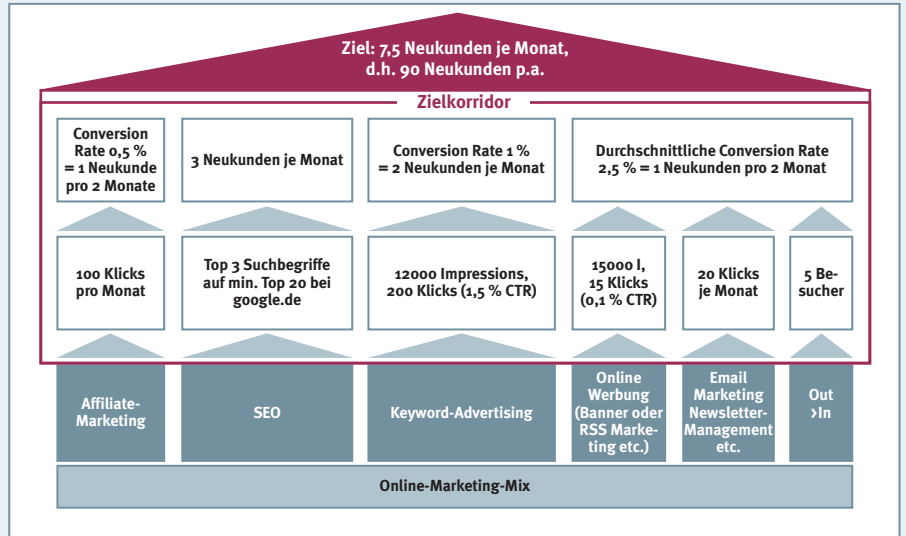 Ziel: 7,5 Neukunden je Monat,
d.h. 90 Neukunden p.a.
Zielkorridor
Conversion
Rate 0,5 %
= 1 Neukunde
pro 2 Monate
3 Neukunden je Monat
Conversion Rate 1 %
= 2 Neukunden je Monat
Durchschnittliche Conversion Rate
2,5 % = 1 Neukunden pro 2 Monat
100 Klicks
pro Monat
Top 3 Suchbegriffe
auf min. Top 20 bei
google.de
12000 Impressions,
200 Klicks (1,5 % CTR)
15000 I,
15 Klicks
(0,1 % CTR)
20 Klicks
je Monat
5 Be-
sucher
Affiliate-
Marketing
SEO
Keyword-Advertising
Online
Werbung
(Banner oder
RSS Marke-
ting etc.)
Email
Marketing
Newsletter-
Management
etc.
Out
>In
Online-Marketing-Mix